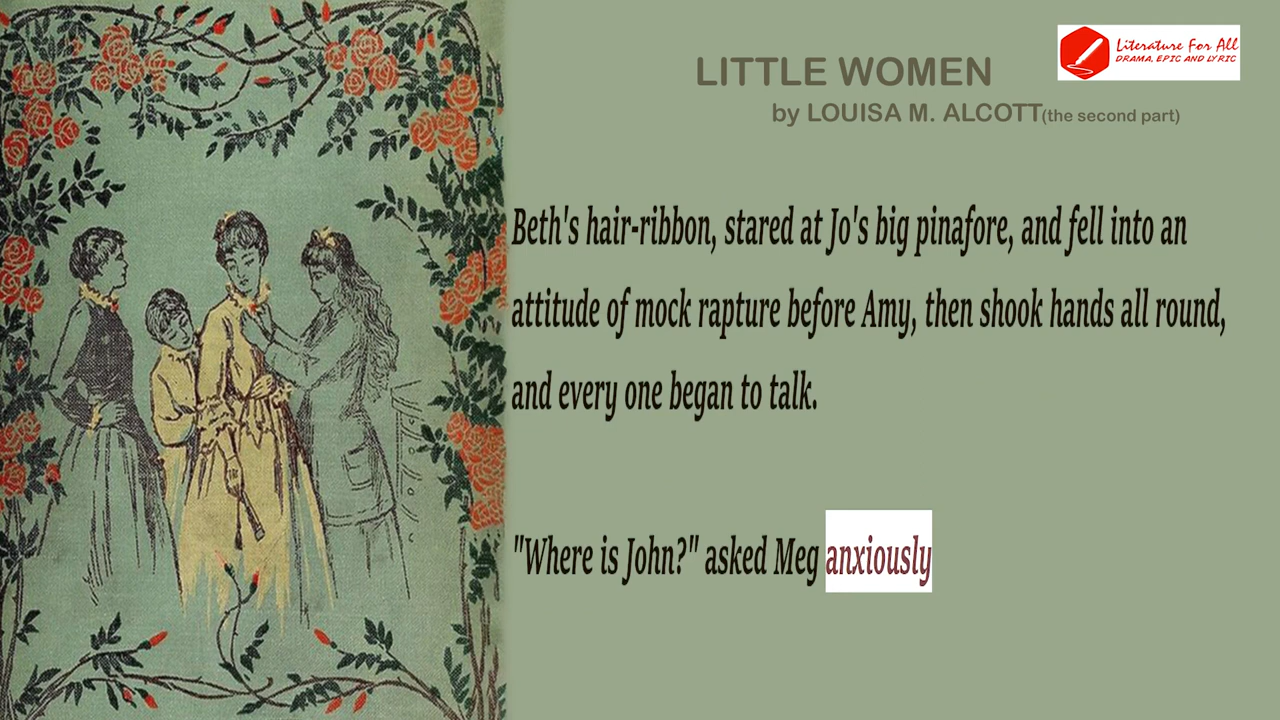 LITTLE WOMEN
Literature For All
DRAMA, EPIC AND LYRIC
by LOUISA M. ALCOTT(the second part)
Beth's hair-ribbon, stared at Jo's big pinafore, and fell into an
attitude of mock rapture before Amy, then shook hands all round,
and every one began to talk.
"Where is John?" asked Meg anxiously